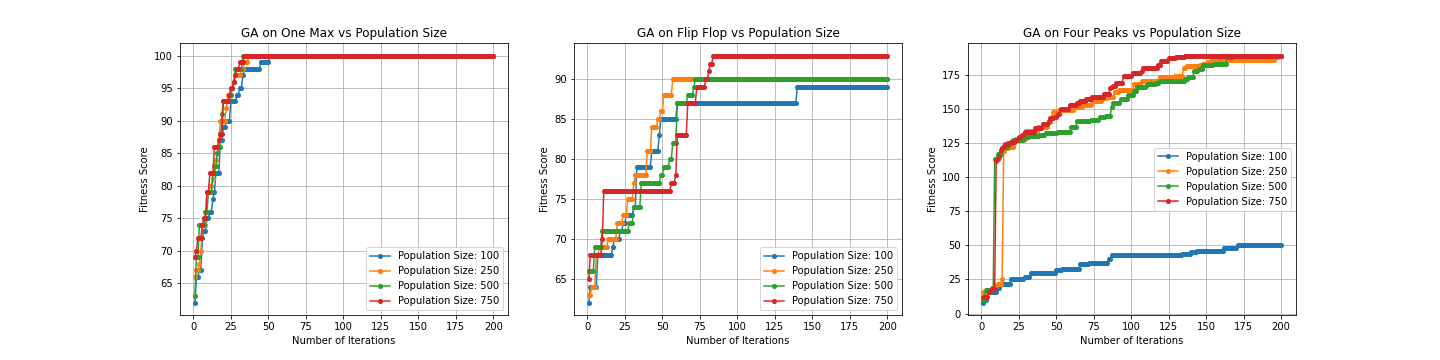 GA on One Max vs Population Size
Fitness Score
100
95
90
85
80
75
70
65
0
25
50
75
100
125
150
175
200
Number of Iterations
Population Size: 100
Population Size: 250
Population Size: 500
Population Size: 750
GA on Flip Flop vs Population Size
Fitness Score
90
85
80
75
70
65
0
25
50
75
100
125
150
175
200
Number of Iterations
Population Size: 100
Population Size: 250
Population Size: 500
Population Size: 750
GA on Four Peaks vs Population Size
Fitness Score
175
150
125
100
75
50
25
0
0
25
50
75
100
125
150
175
200
Number of Iterations
Population Size: 100
Population Size: 250
Population Size: 500
Population Size: 750